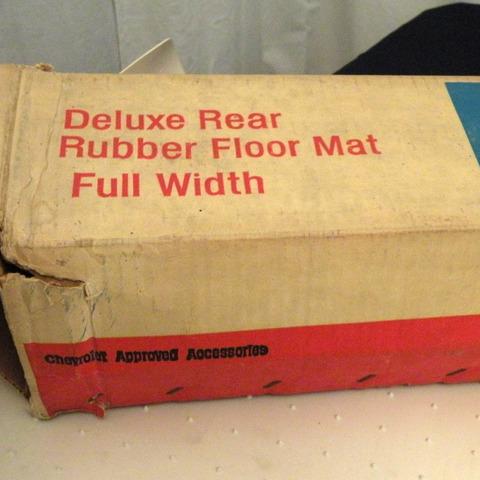 Deluxe Rear
Rubber Floor Mat
Full Width
Chevrolet Approved Accessories